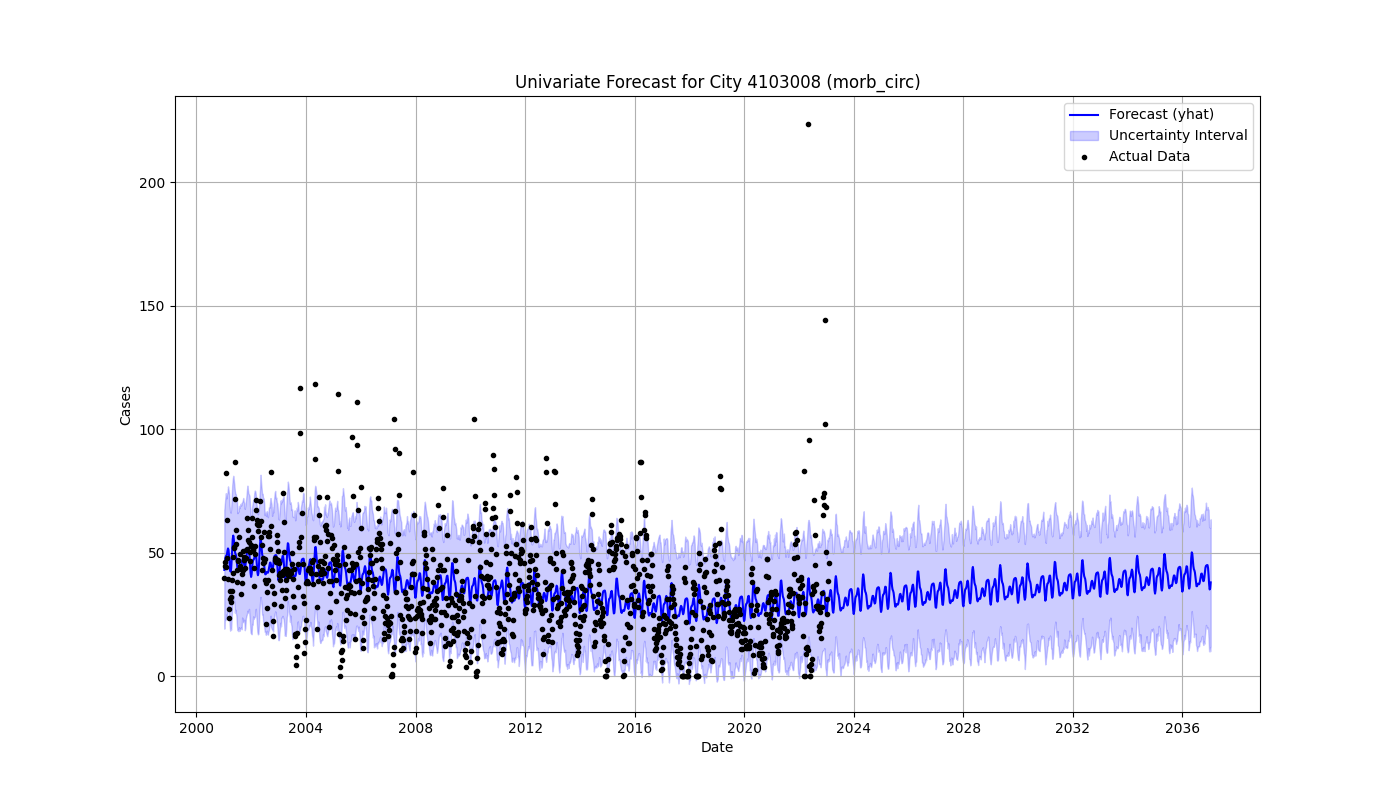 Univariate Forecast for City 4103008 (morb_circ)
Forecast (yhat)
Uncertainty Interval
Actual Data
Cases
200
150
100
50
0
2000 2004 2008 2012 2016 2020 2024 2028 2032 2036
Date